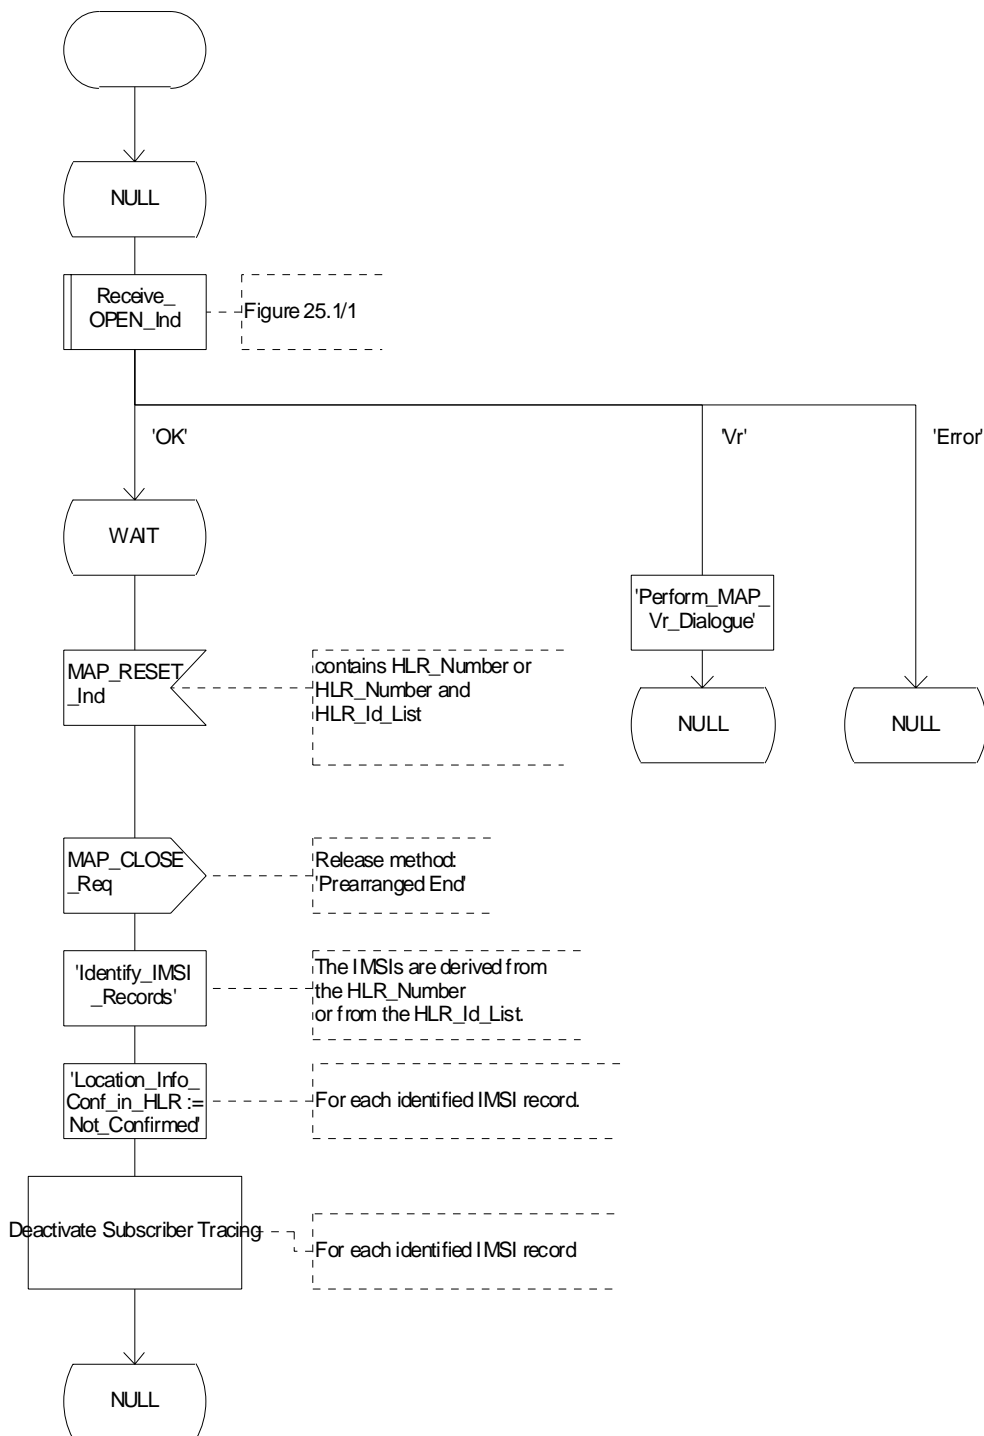 NULL
Receive_
OPEN_Ind
Figure 25.1/1
'OK'
'Vr'
'Error'
WAIT
'Perform_MAP_
Vr_Dialogue'
MAP_RESET
_Ind
contains HLR_Number or
HLR_Number and
HLR_Id_List
NULL
NULL
MAP_CLOSE
_Req
Release method:
'Prearranged End'
'Identify_IMSI
_Records'
The IMSIs are derived from
the HLR_Number
or from the HLR_Id_List.
'Location_Info_
Conf_in_HLR :=
Not_Confirmed'
For each identified IMSI record.
Deactivate Subscriber Tracing
For each identified IMSI record
NULL